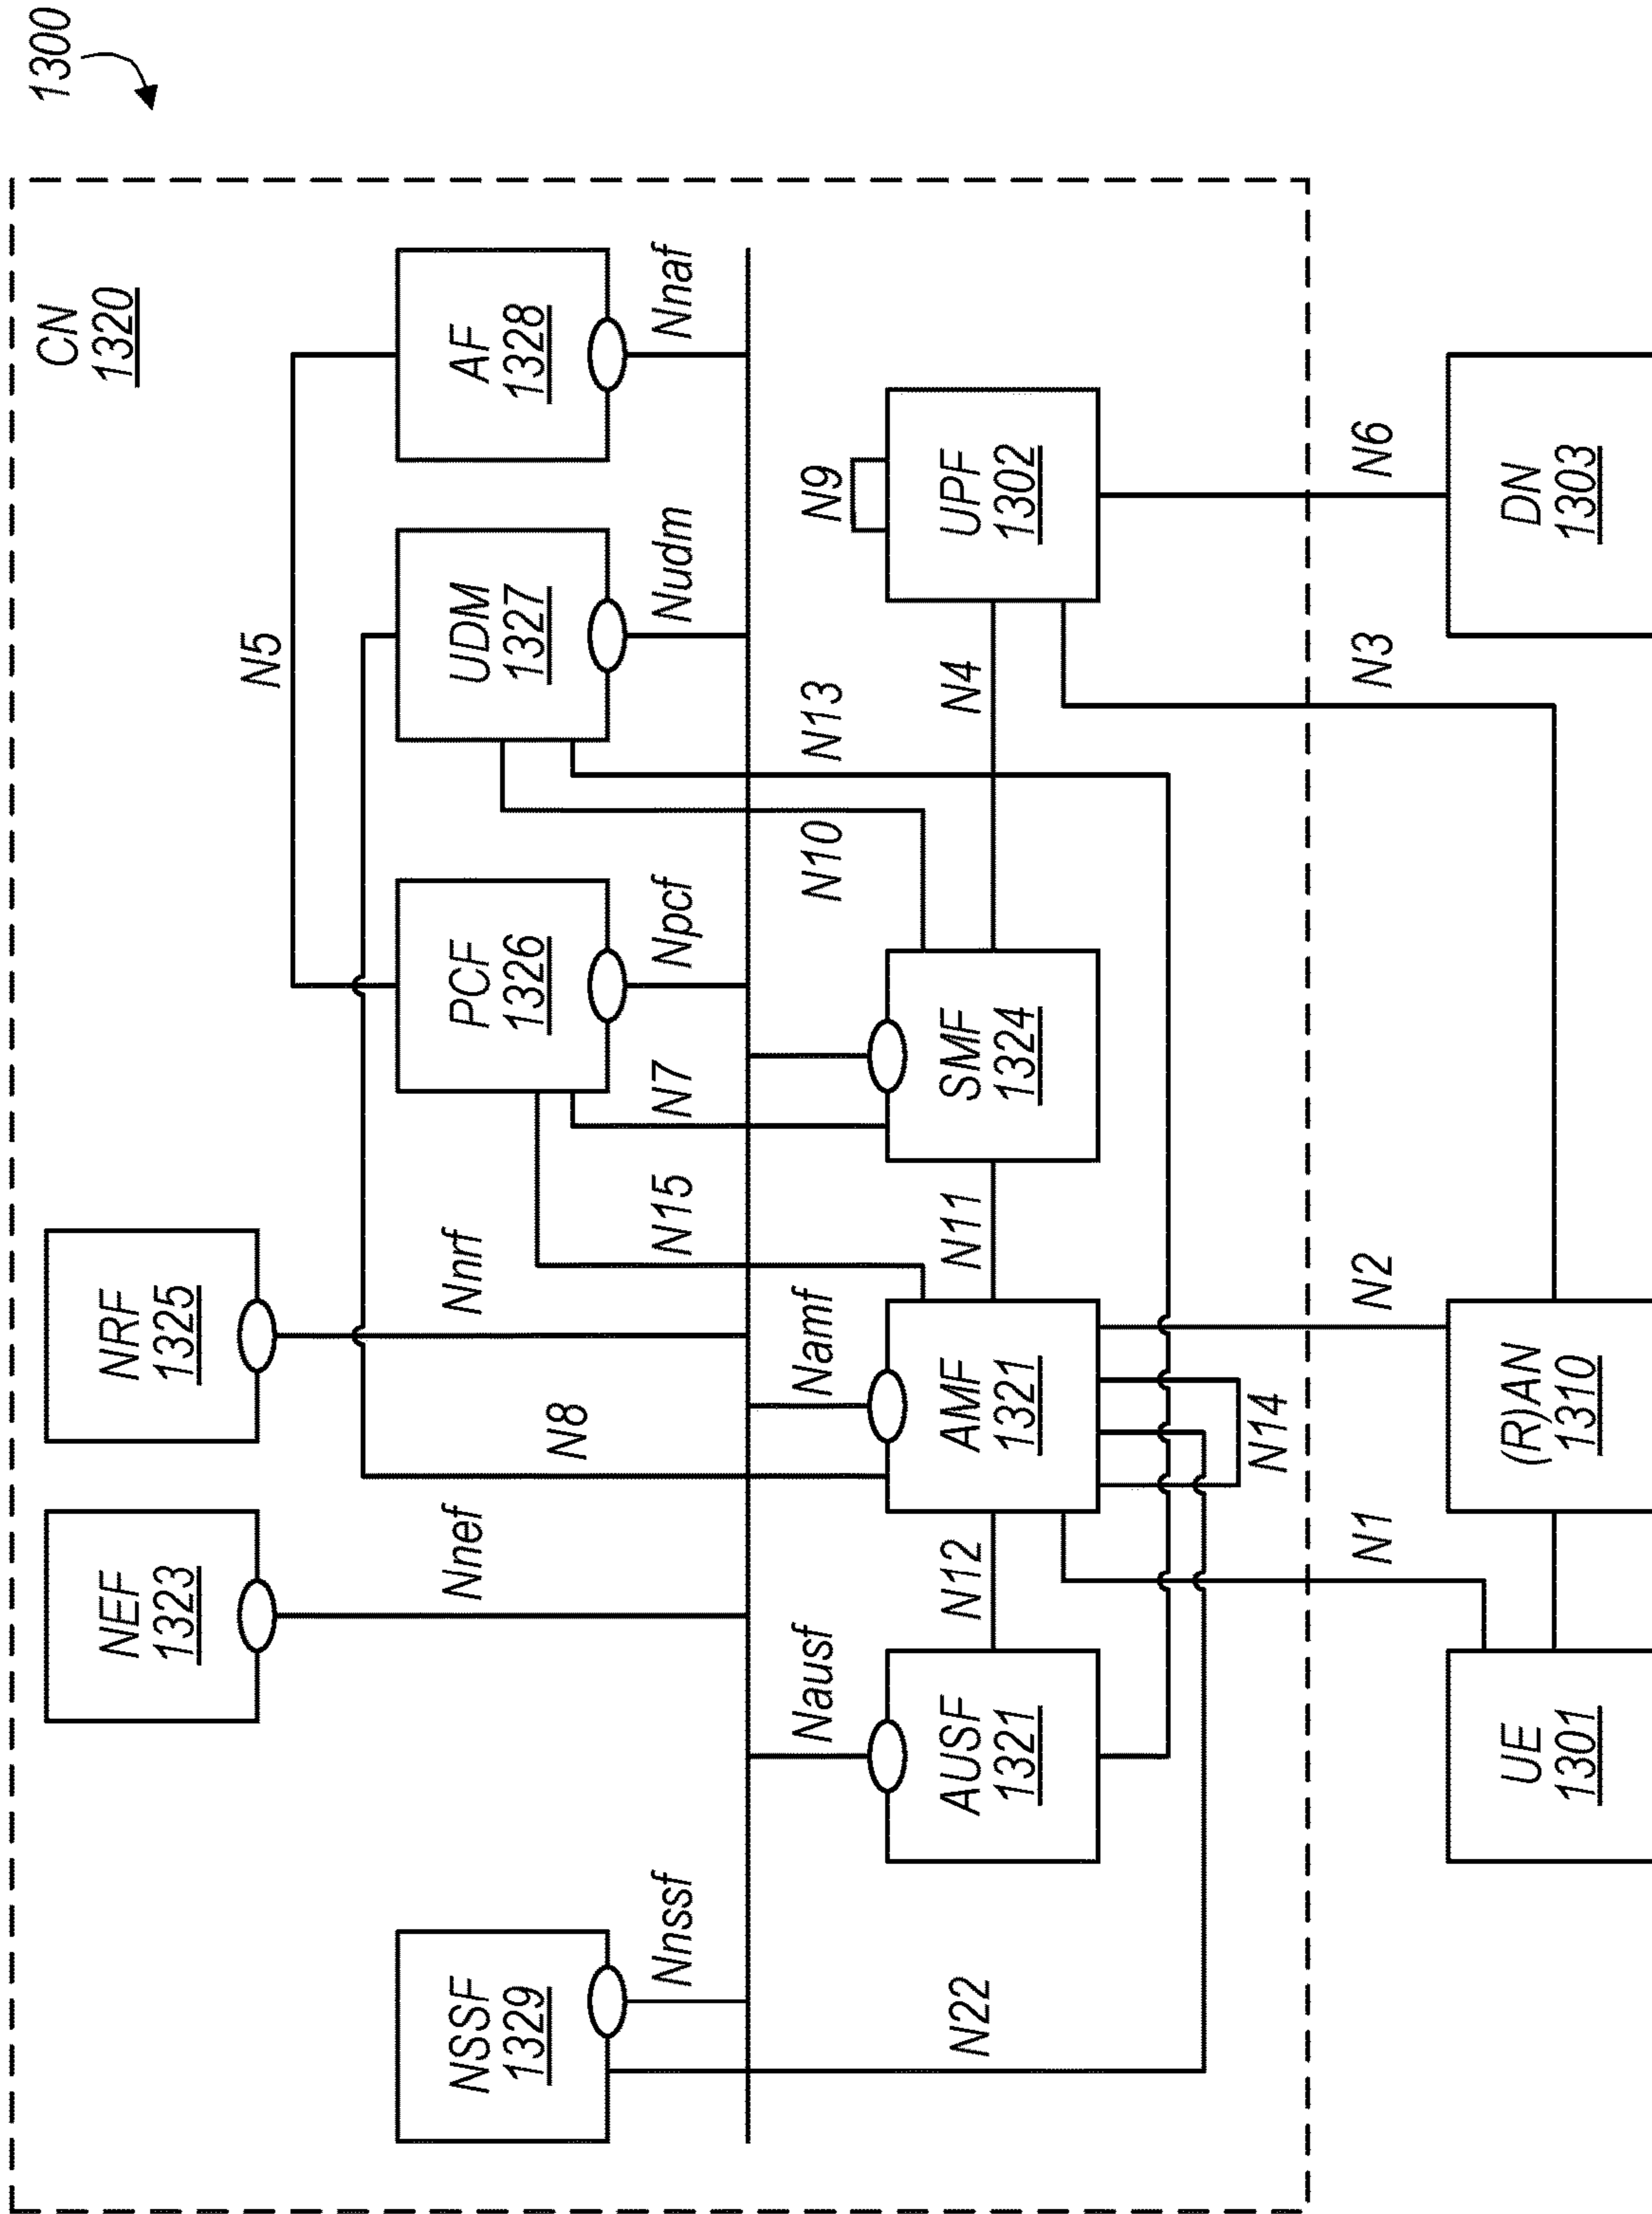 1300
CN
1320
NEF
1323
NRF
1325
N5
NSSF
1329
PCF
1326
UDM
1327
AF
1328
Nnef
Nnrf
N8
Nnssf
N15
N7
Npcf
Nudm
Nnaf
Nausf
Namf
N10
N13
N9
AUSF
1321
N12
AMF
1321
N11
SMF
1324
N4
UPF
1302
N22
N14
N1
N2
N3
N6
UE
1301
(R)AN
1310
DN
1303